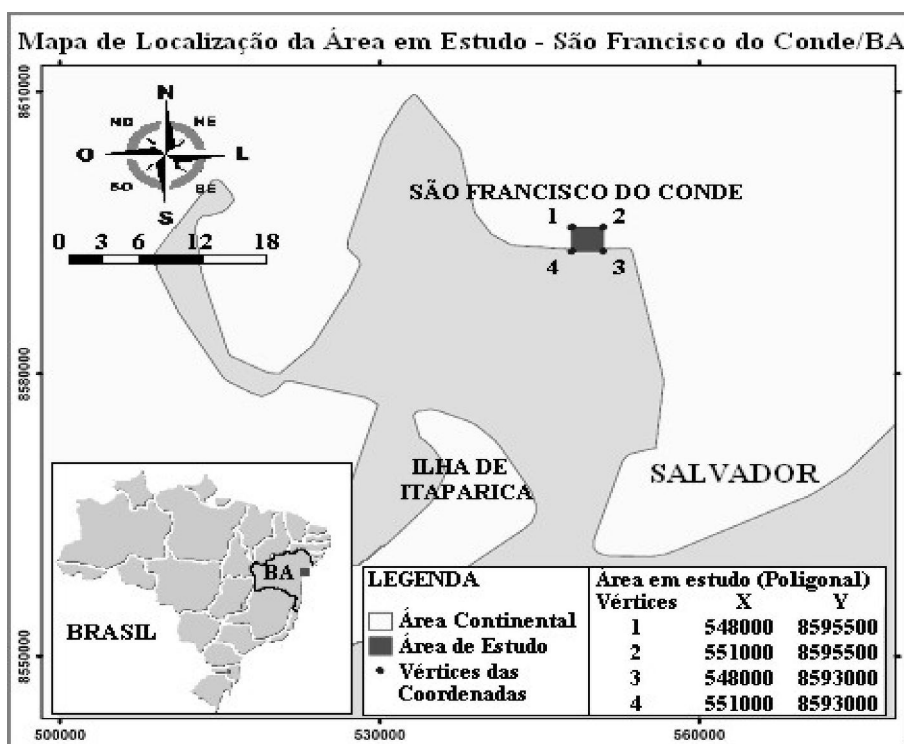 Mapa de Localização da Área em Estudo - São Francisco do Conde/BA
8610000
N
NO NE
O L
SO SE
S
0 3 6 12 18
SÃO FRANCISCO DO CONDE
1 2
4 3
8580000
ILHA DE
ITAPARICA
SALVADOR
BA
BRASIL
LEGENDA
Área Continental
Área de Estudo
Vértices das
Coordenadas
Área em estudo (Poligonal)
Vértices X Y
1 548000 8595500
2 551000 8595500
3 548000 8593000
4 551000 8593000
8550000
500000 530000 560000